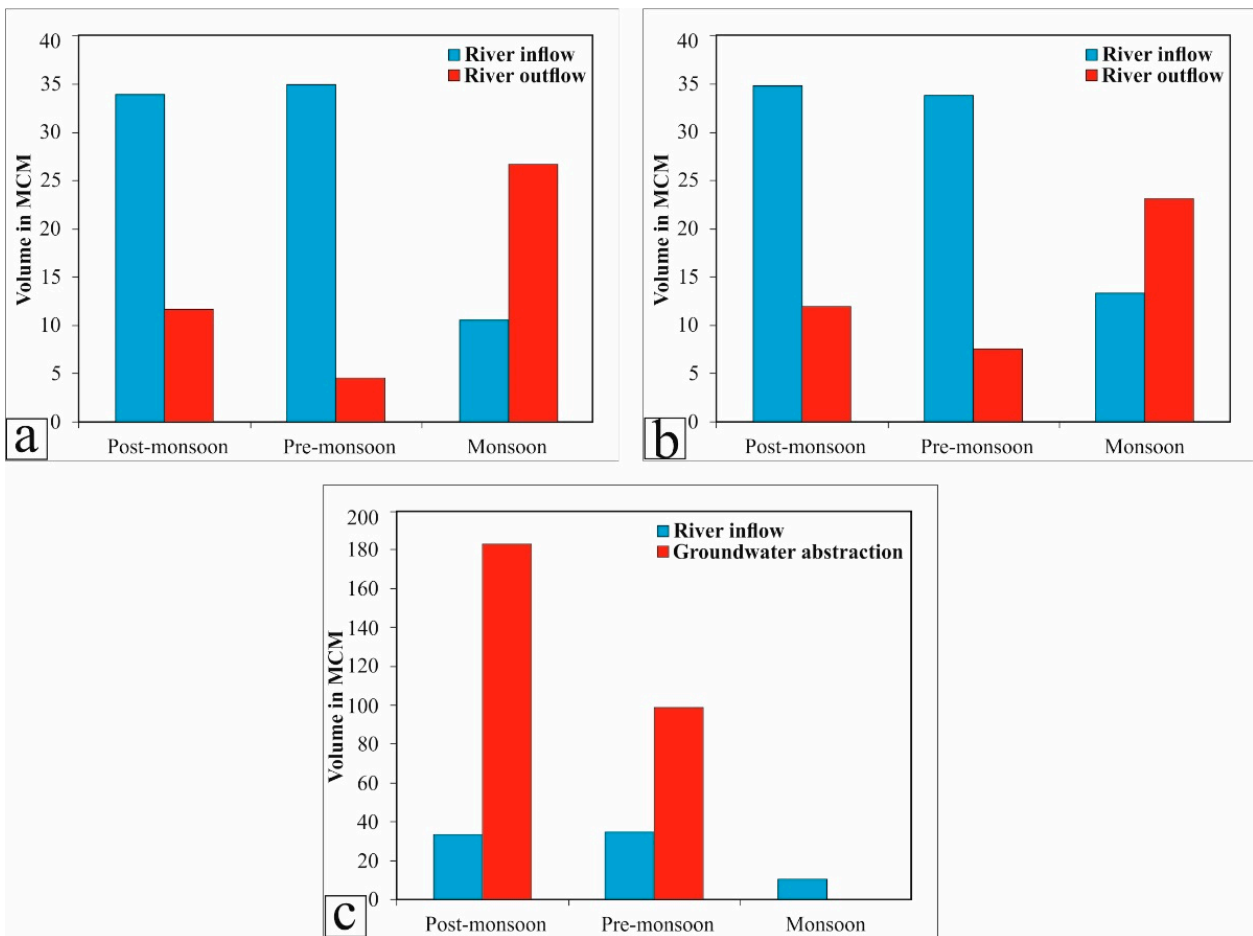 40
35
30
25
20
15
10
5
0
Volume in MCM
River inflow
River outflow
Post-monsoon Pre-monsoon Monsoon
a
40
35
30
25
20
15
10
5
0
Volume in MCM
River inflow
River outflow
Post-monsoon Pre-monsoon Monsoon
b
200
180
160
140
120
100
80
60
40
20
0
Volume in MCM
River inflow
Groundwater abstraction
Post-monsoon Pre-monsoon Monsoon
c